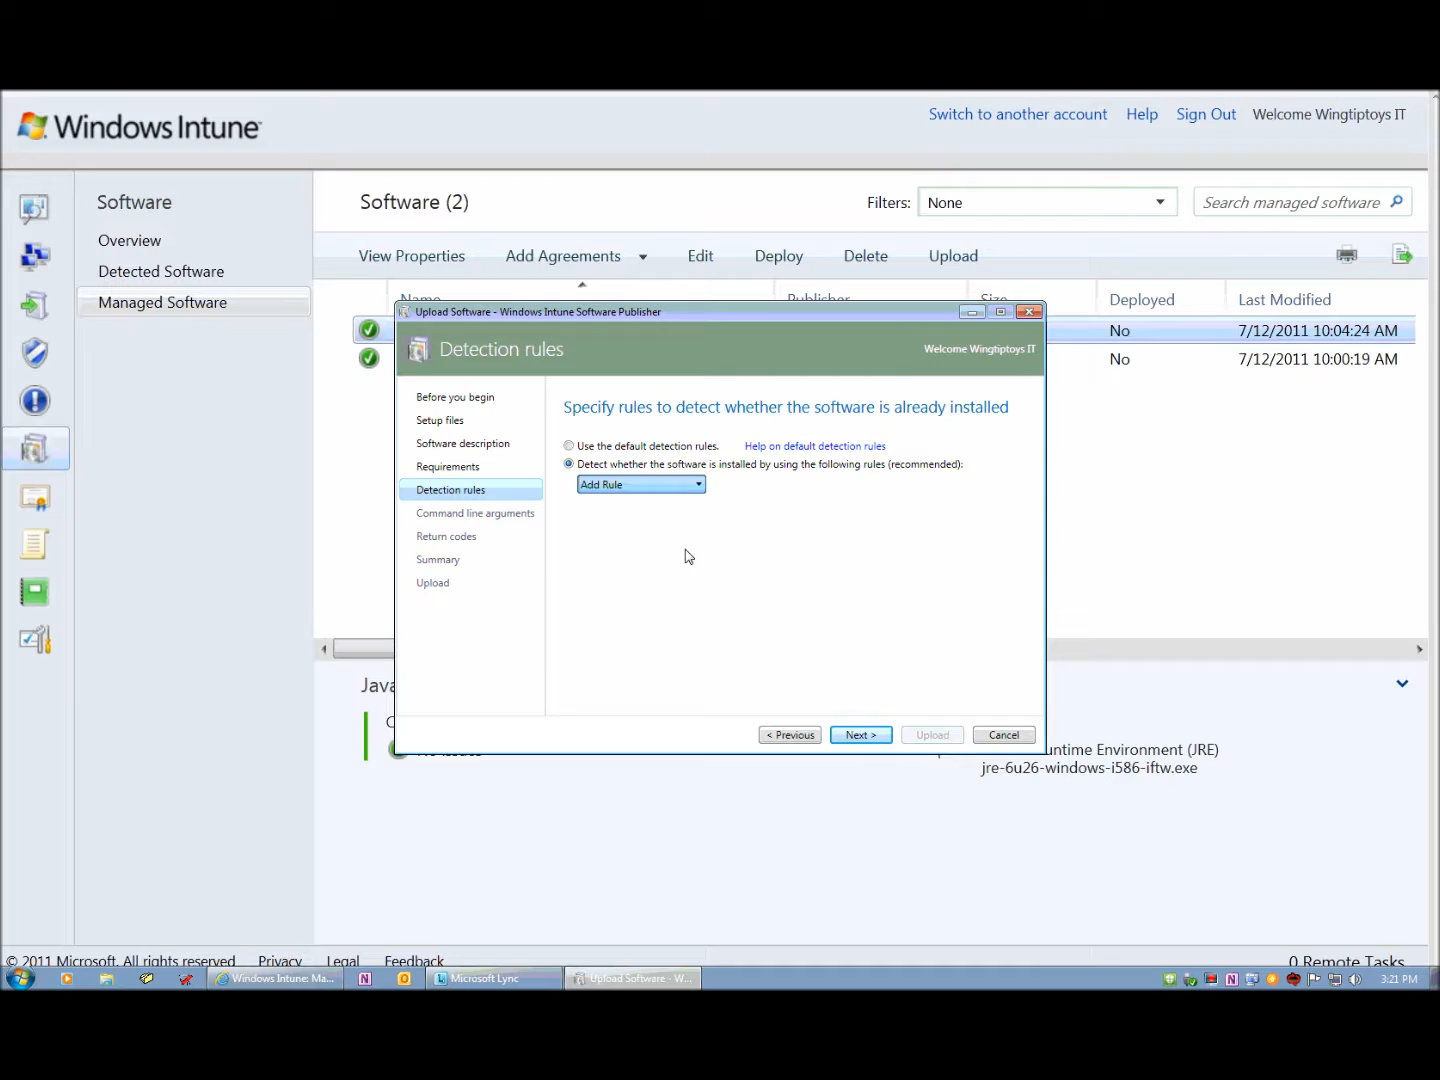 Windows Intune
Switch to another account
Help
Sign Out
Welcome Wingtiptoys IT
Software
Overview
Detected Software
Managed Software
Software (2)
Filters:
None
Search managed software
View Properties
Add Agreements
Edit
Deploy
Delete
Upload
Name
Publisher
Size
Deployed
Last Modified
No
7/12/2011 10:04:24 AM
No
7/12/2011 10:00:19 AM
Upload Software - Windows Intune Software Publisher
Detection rules
Welcome Wingtiptoys IT
Before you begin
Setup files
Software description
Requirements
Detection rules
Command line arguments
Return codes
Summary
Upload
Specify rules to detect whether the software is already installed
Use the default detection rules.
Help on default detection rules
Detect whether the software is installed by using the following rules (recommended):
Add Rule
< Previous
Next >
Upload
Cancel
Java
untime Environment (JRE)
jre-6u26-windows-i586-iftw.exe
© 2011 Microsoft. All rights reserved
Privacy
Legal
Feedback
0 Remote Tasks
Windows Intune: Ma...
Microsoft Lync
Upload Software - W...
3:21 PM